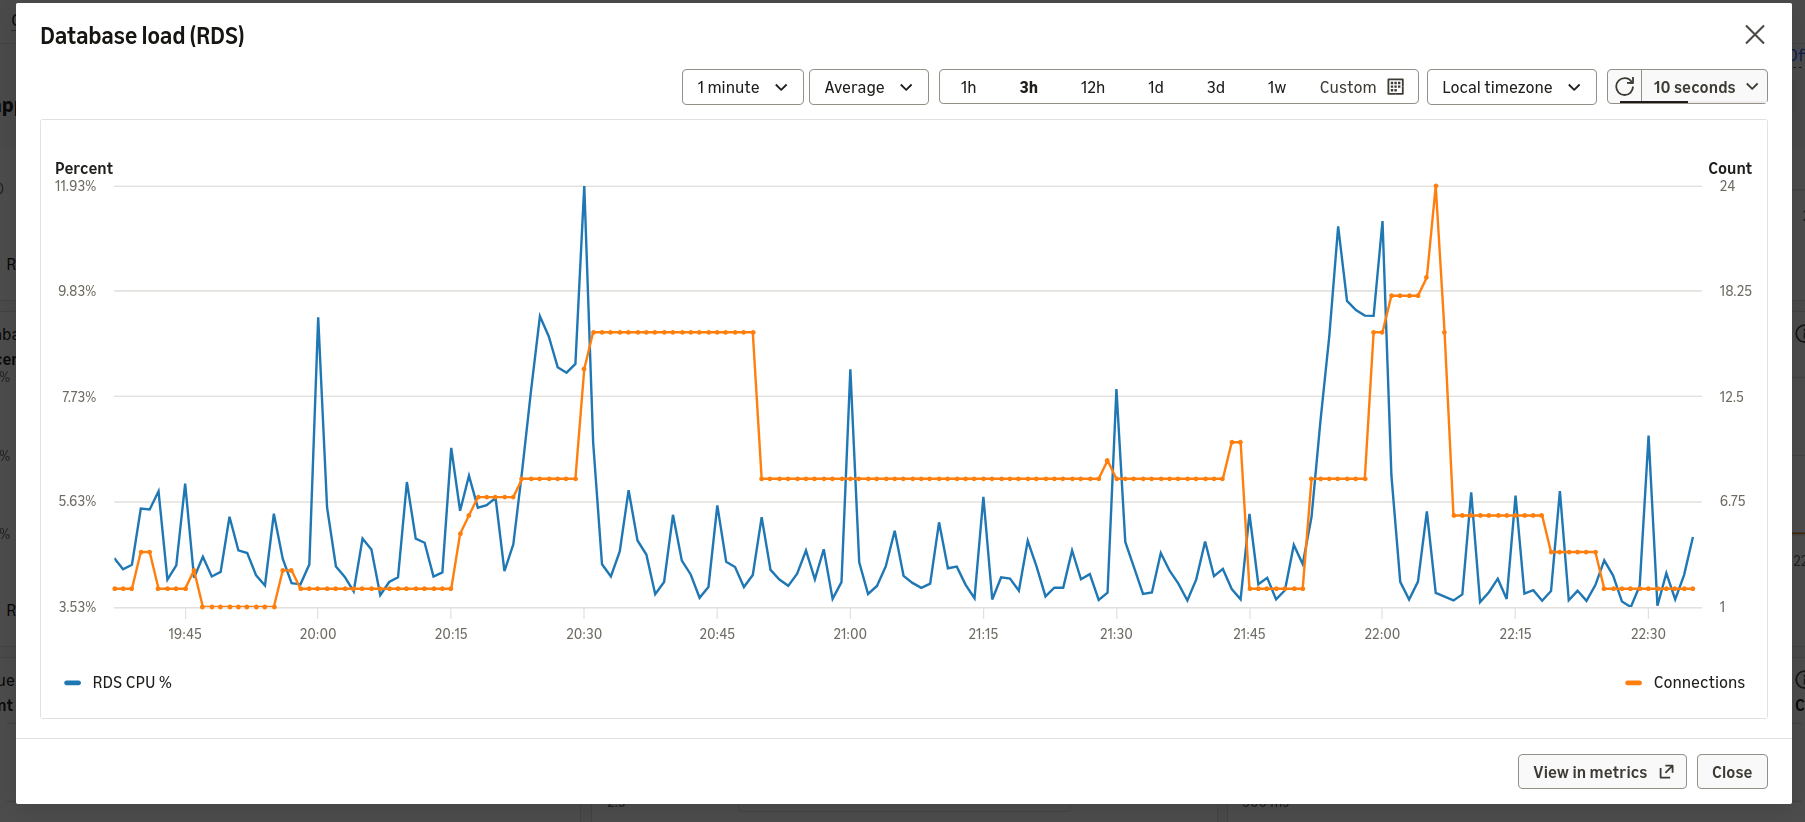 Database load (RDS)
1 minute
Average
1h
3h
12h
1d
3d
1w
Custom
Local timezone
10 seconds
Percent
Count
11.93%
24
9.83%
18.25
7.73%
12.5
5.63%
6.75
3.53%
1
19:45
20:00
20:15
20:30
20:45
21:00
21:15
21:30
21:45
22:00
22:15
22:30
RDS CPU %
Connections
View in metrics
Close